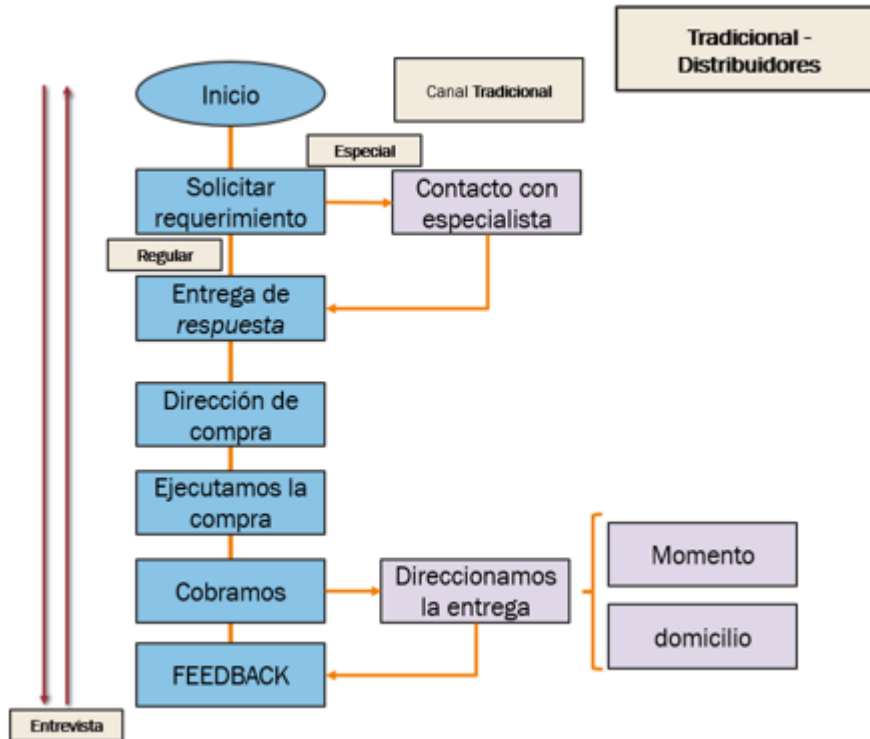 Tradicional -
Distribuidores
Inicio
Canal Tradicional
Especial
Solicitar
requerimiento
Contacto con
especialista
Regular
Entrega de
respuesta
Dirección de
compra
Ejecutamos la
compra
Cobramos
Direccionamos
la entrega
Momento
domicilio
FEEDBACK
Entrevista